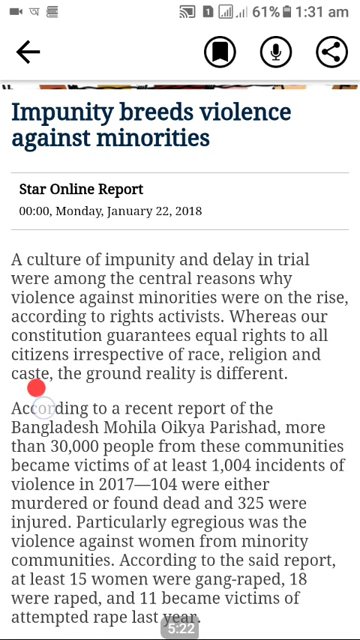 অ 1 61% 1:31 am
Impunity breeds violence
against minorities
Star Online Report
00:00, Monday, January 22, 2018
A culture of impunity and delay in trial
were among the central reasons why
violence against minorities were on the rise,
according to rights activists. Whereas our
constitution guarantees equal rights to all
citizens irrespective of race, religion and
caste, the ground reality is different.
According to a recent report of the
Bangladesh Mohila Oikya Parishad, more
than 30,000 people from these communities
became victims of at least 1,004 incidents of
violence in 2017—104 were either
murdered or found dead and 325 were
injured. Particularly egregious was the
violence against women from minority
communities. According to the said report,
at least 15 women were gang-raped, 18
were raped, and 11 became victims of
attempted rape last year.
5:22